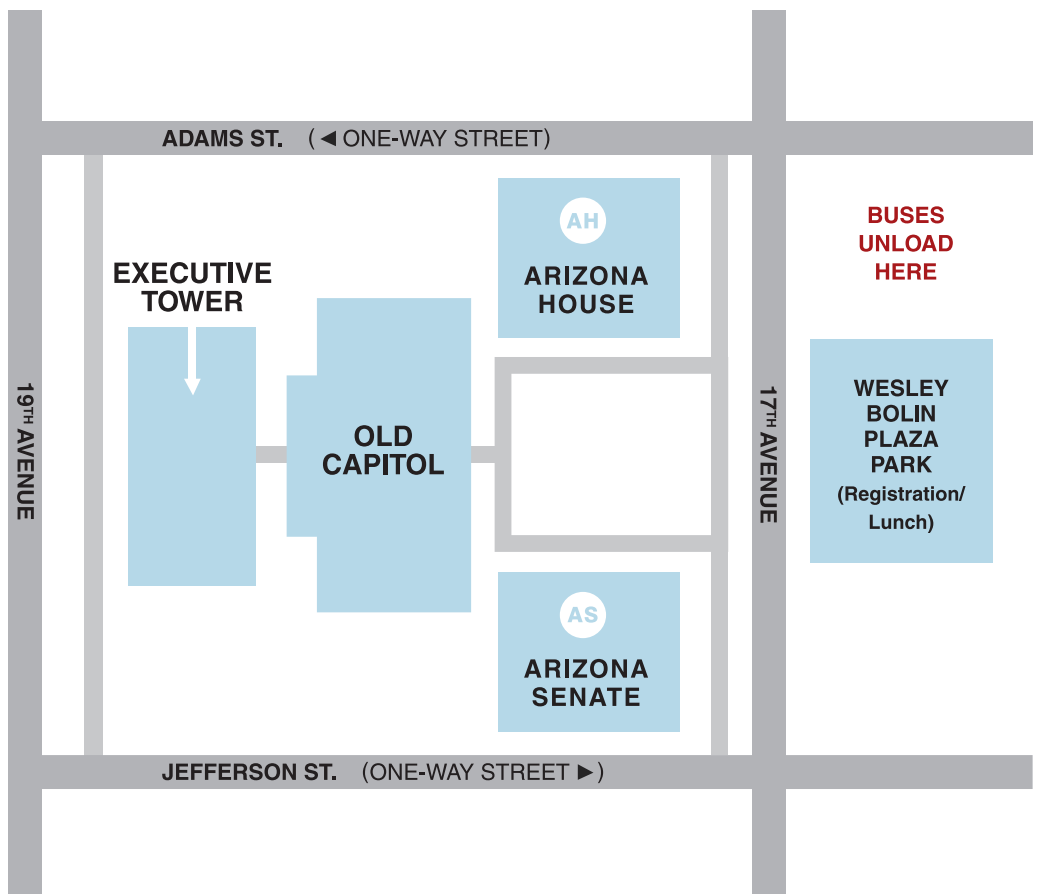 ADAMS ST. (◄ ONE-WAY STREET)
AH
ARIZONA
HOUSE
BUSES
UNLOAD
HERE
EXECUTIVE
TOWER
19TH AVENUE
OLD
CAPITOL
17TH AVENUE
WESLEY
BOLIN
PLAZA
PARK
(Registration/
Lunch)
AS
ARIZONA
SENATE
JEFFERSON ST. (ONE-WAY STREET ►)